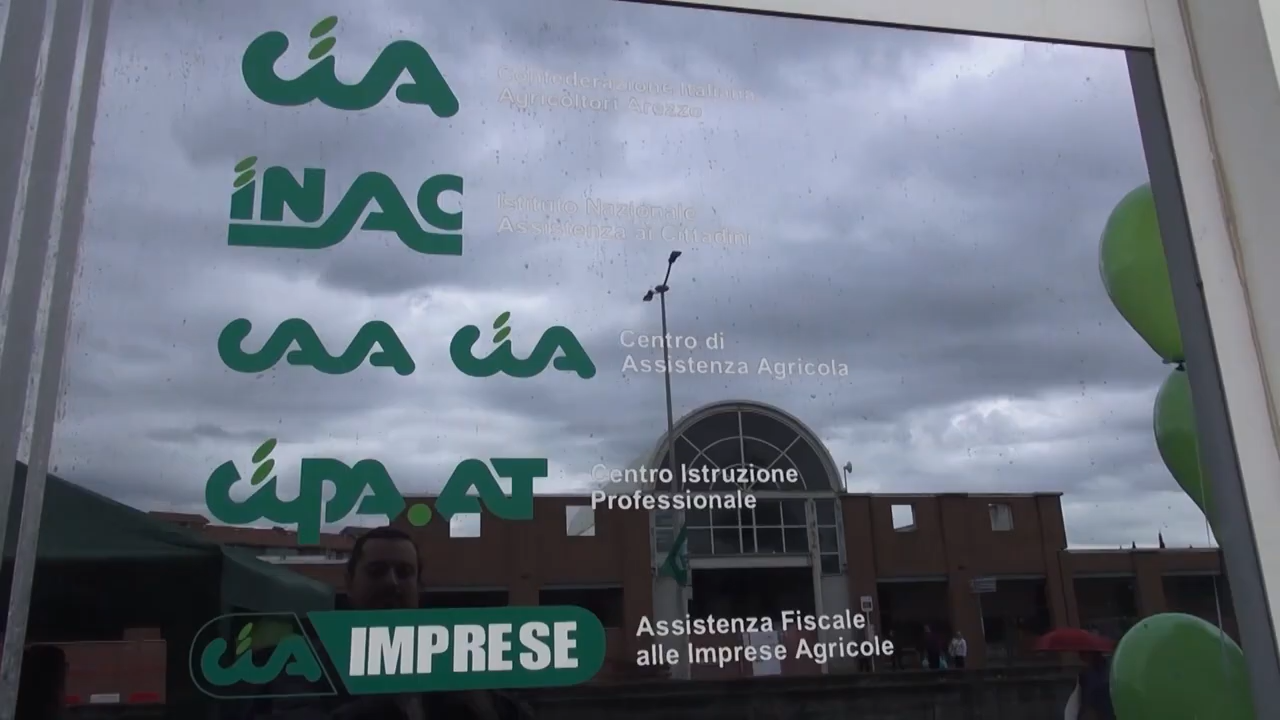 CIA
Confederazione Italiana
Agricoltori Arezzo
INAC
Istituto Nazionale
Assistenza ai Cittadini
CAA CIA
Centro di
Assistenza Agricola
CIPA.AT
Centro Istruzione
Professionale
CIA IMPRESE
Assistenza Fiscale
alle Imprese Agricole